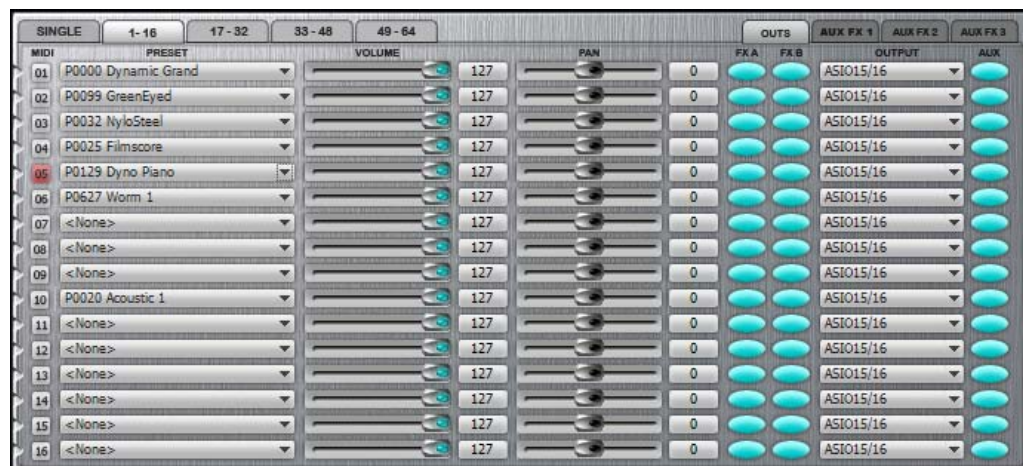 SINGLE 1-16 17-32 33-48 49-64 OUTS AUX FX 1 AUX FX 2 AUX FX 3
MIDI PRESET VOLUME PAN FX A FX B OUTPUT AUX
01 P0000 Dynamic Grand 127 0 ASIO15/16
02 P0099 GreenEyed 127 0 ASIO15/16
03 P0032 NyloSteel 127 0 ASIO15/16
04 P0025 Filmscore 127 0 ASIO15/16
05 P0129 Dyno Piano 127 0 ASIO15/16
06 P0627 Worm 1 127 0 ASIO15/16
07 <None> 127 0 ASIO15/16
08 <None> 127 0 ASIO15/16
09 <None> 127 0 ASIO15/16
10 P0020 Acoustic 1 127 0 ASIO15/16
11 <None> 127 0 ASIO15/16
12 <None> 127 0 ASIO15/16
13 <None> 127 0 ASIO15/16
14 <None> 127 0 ASIO15/16
15 <None> 127 0 ASIO15/16
16 <None> 127 0 ASIO15/16